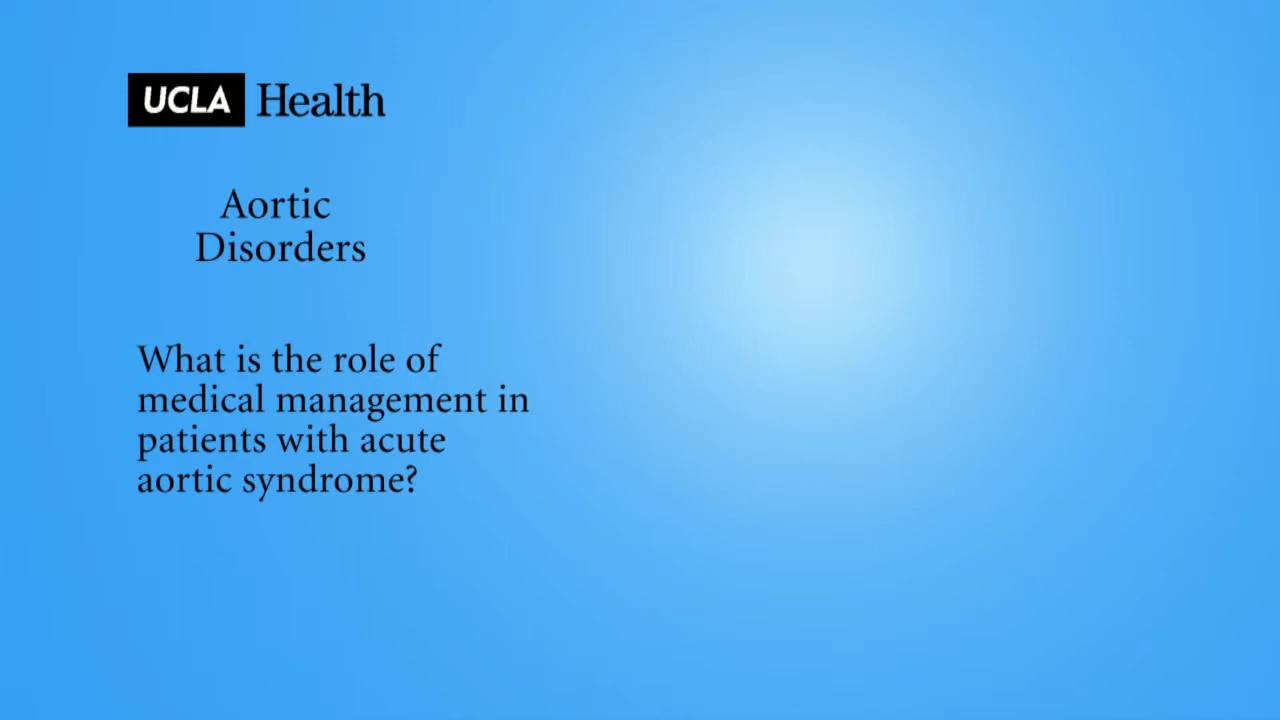 UCLA Health
Aortic
Disorders
What is the role of
medical management in
patients with acute
aortic syndrome?